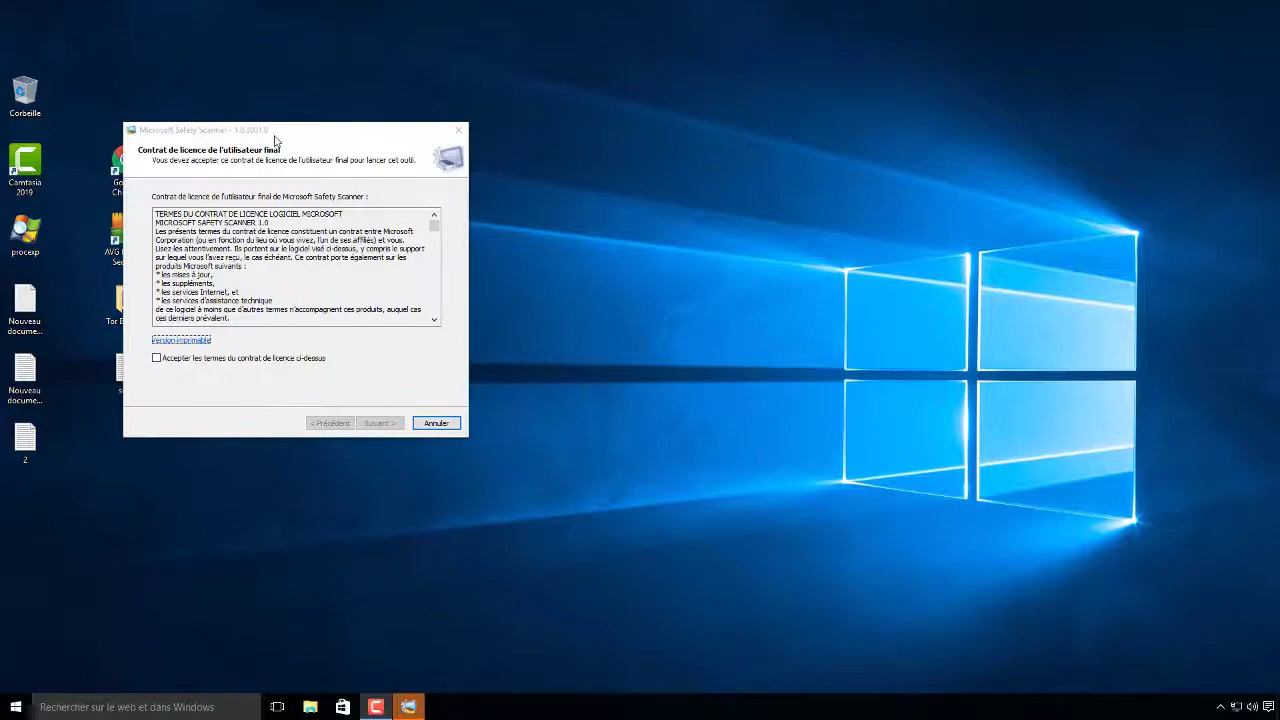 Corbeille
Camtasia
2019
procexp
Nouveau
docume...
Nouveau
docume...
2
Go
Ch
AVG
Se
Tor B
s
Microsoft Safety Scanner - 1.0.3001.0
Contrat de licence de l'utilisateur final
Vous devez accepter ce contrat de licence de l'utilisateur final pour lancer cet outil.
Contrat de licence de l'utilisateur final de Microsoft Safety Scanner :
TERMES DU CONTRAT DE LICENCE LOGICIEL MICROSOFT
MICROSOFT SAFETY SCANNER 1.0
Les présents termes du contrat de licence constituent un contrat entre Microsoft
Corporation (ou en fonction du lieu où vous vivez, l'un de ses affiliés) et vous.
Lisez-les attentivement. Ils portent sur le logiciel visé ci-dessus, y compris le support
sur lequel vous l'avez reçu, le cas échéant. Ce contrat porte également sur les
produits Microsoft suivants :
* les mises à jour,
* les suppléments,
* les services Internet, et
* les services d'assistance technique
de ce logiciel à moins que d'autres termes n'accompagnent ces produits, auquel cas
ces derniers prévalent.
Version imprimable
Accepter les termes du contrat de licence ci-dessus
< Précédent
Suivant >
Annuler
Rechercher sur le web et dans Windows